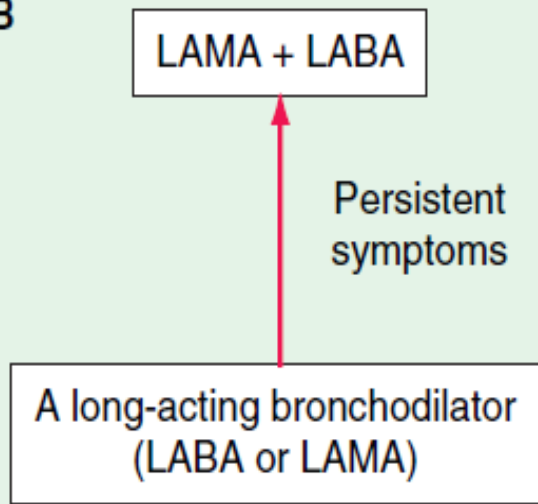 B
LAMA + LABA
Persistent
symptoms
A long-acting bronchodilator
(LABA or LAMA)